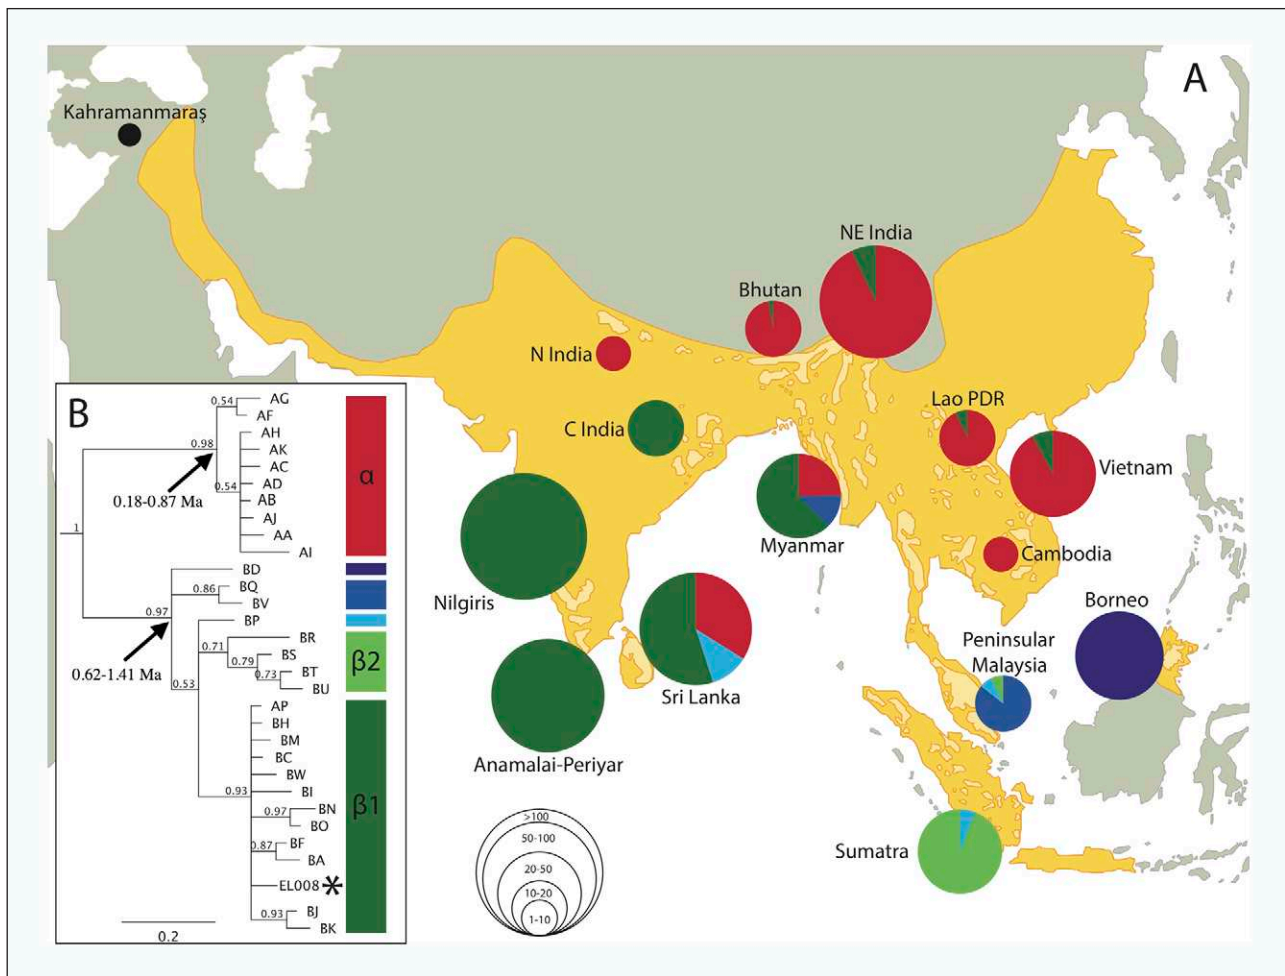 A
Kahramanmaraş
NE India
Bhutan
N India
Lao PDR
C India
Vietnam
Myanmar
Cambodia
Nilgiris
Borneo
Peninsular
Malaysia
Sri Lanka
Anamalai-Periyar
Sumatra
>100
50-100
20-50
10-20
1-10
B
AG
0.54
AF
AH
0.98
AK
AC
AD
0.54
AB
AJ
AA
AI
α
0.18-0.87 Ma
1
BD
BQ
0.86
BV
0.97
BP
BR
0.71
BS
0.79
BT
0.73
BU
β2
0.62-1.41 Ma
0.53
AP
BH
BM
BC
BW
0.93
BI
BN
0.97
BO
BF
0.87
BA
EL008*
BJ
0.93
BK
β1
0.2